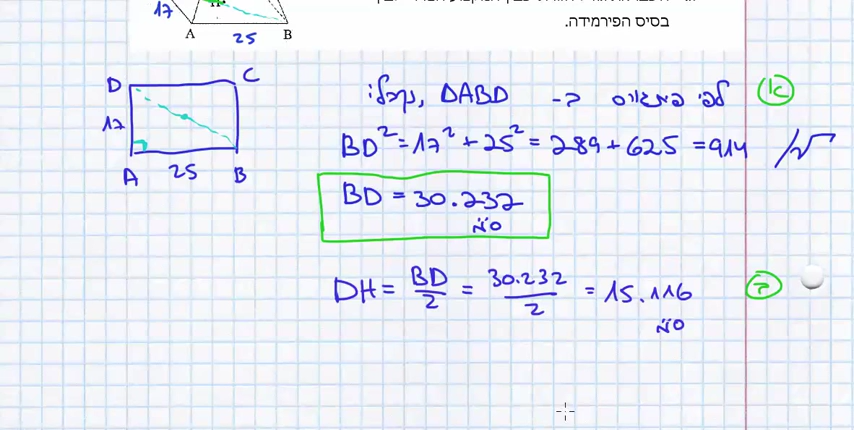 בסיס הפירמידה.
17
A
25
B
D
C
17
A
25
B
א
לפי פיתגורס ב- ΔABD, נקבל:
BD² = 17² + 25² = 289 + 625 = 914 /√
BD = 30.232
ס"מ
ב
DH = BD/2 = 30.232/2 = 15.116
ס"מ